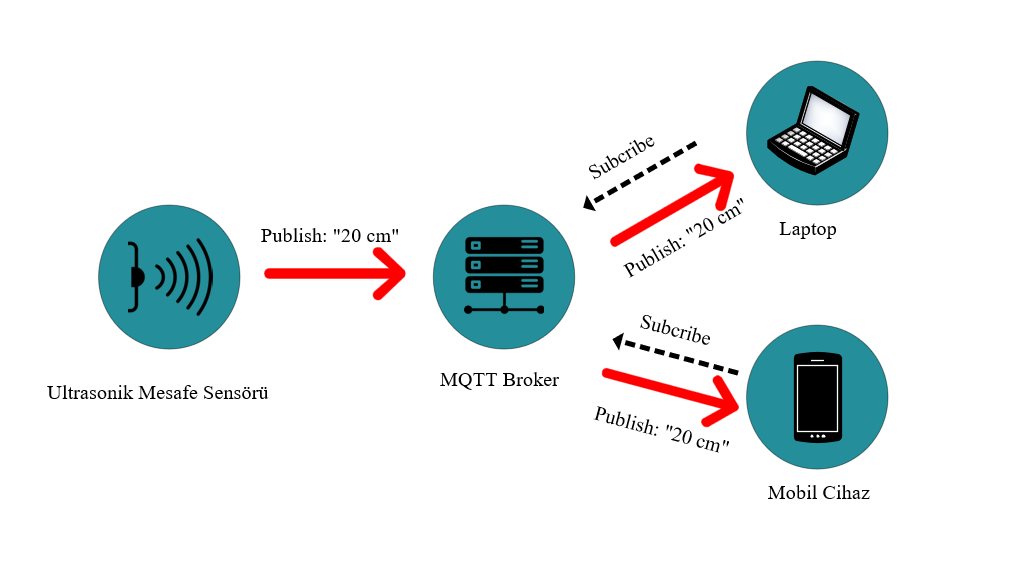 Ultrasonik Mesafe Sensörü
Publish: "20 cm"
MQTT Broker
Subcribe
Publish: "20 cm"
Laptop
Subcribe
Publish: "20 cm"
Mobil Cihaz